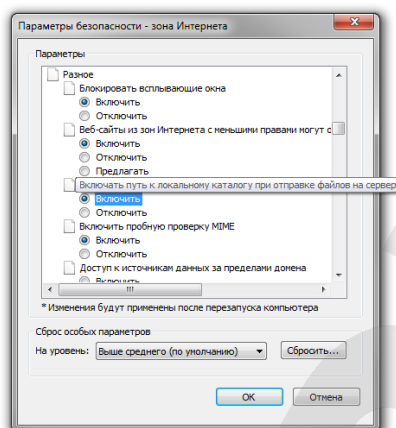 Параметры безопасности - зона Интернета
Параметры
Разное
Блокировать всплывающие окна
Включить
Отключить
Веб-сайты из зон Интернета с меньшими правами могут о
Включить
Отключить
Предлагать
Включать путь к локальному каталогу при отправке файлов на сервер
Включить
Отключить
Включить пробную проверку MIME
Включить
Отключить
Доступ к источникам данных за пределами домена
Включить
* Изменения будут применены после перезапуска компьютера
Сброс особых параметров
На уровень: Выше среднего (по умолчанию) Сбросить...
ОК Отмена